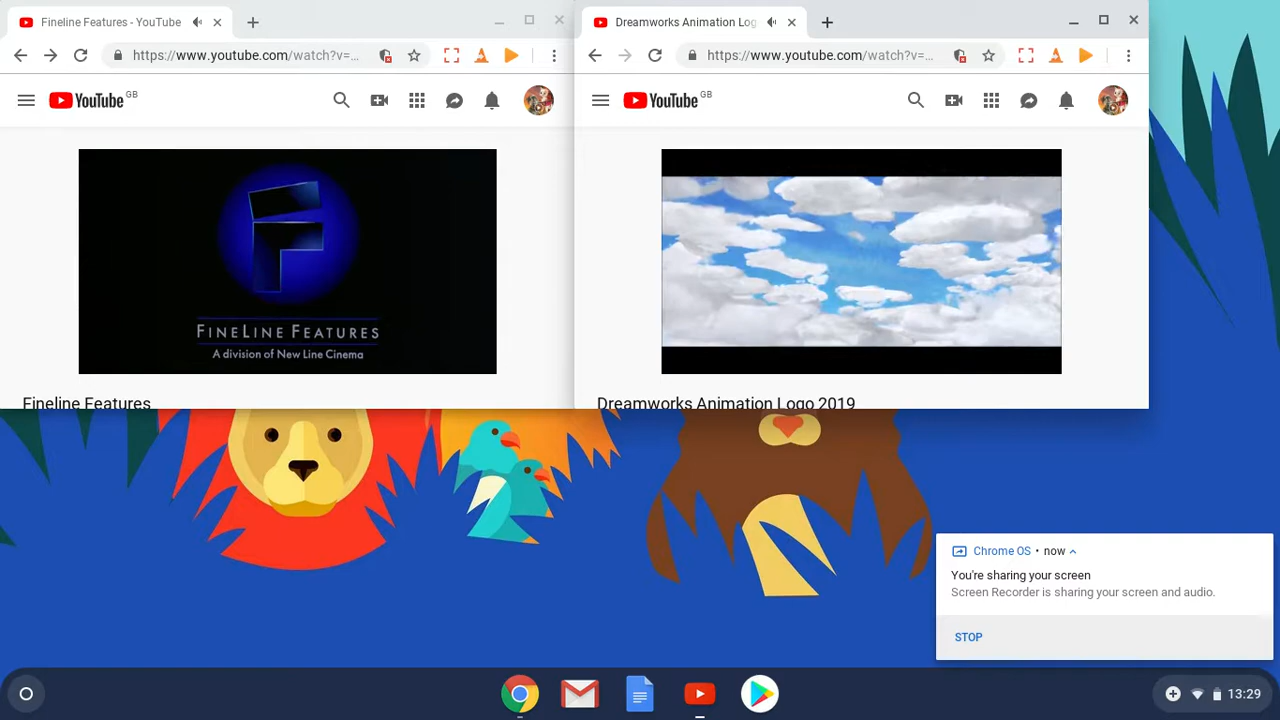 Fineline Features - YouTube
https://www.youtube.com/watch?v=...
YouTube GB
FINELINE FEATURES
A division of New Line Cinema
Fineline Features
Dreamworks Animation Log
https://www.youtube.com/watch?v=...
YouTube GB
Dreamworks Animation Logo 2019
Chrome OS • now
You're sharing your screen
Screen Recorder is sharing your screen and audio.
STOP
13:29